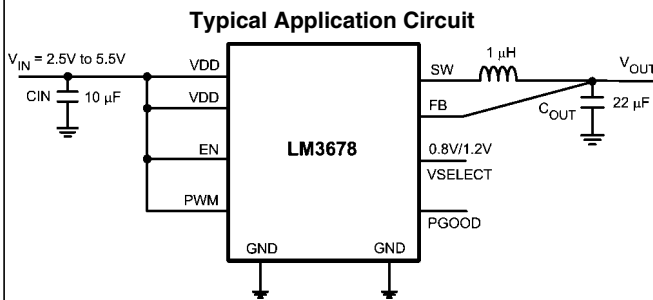 Typical Application Circuit
V_IN = 2.5V to 5.5V
CIN
10 μF
VDD
VDD
EN
PWM
GND
GND
LM3678
SW
FB
0.8V/1.2V
VSELECT
PGOOD
1 μH
V_OUT
C_OUT
22 μF